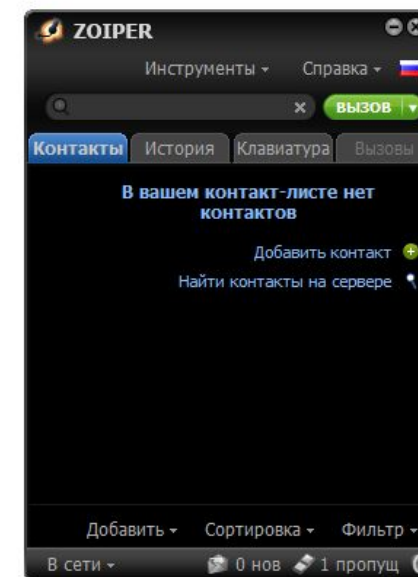 ZOIPER
Инструменты Справка
ВЫЗОВ
Контакты История Клавиатура Вызовы
В вашем контакт-листе нет
контактов
Добавить контакт
Найти контакты на сервере
Добавить Сортировка Фильтр
В сети 0 нов 1 пропущ